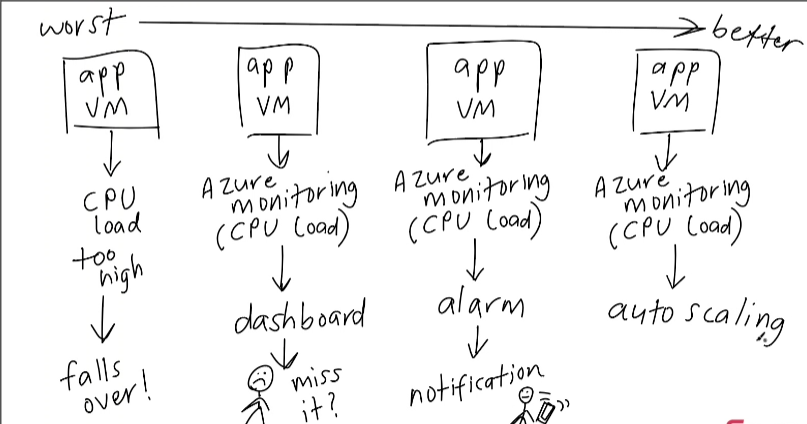 worst → better
app
VM
CPU
load
too
high
falls
over!
app
VM
Azure
monitoring
(CPU load)
dashboard
miss
it?
app
VM
Azure
monitoring
(CPU load)
alarm
notification
app
VM
Azure
monitoring
(CPU load)
auto scaling